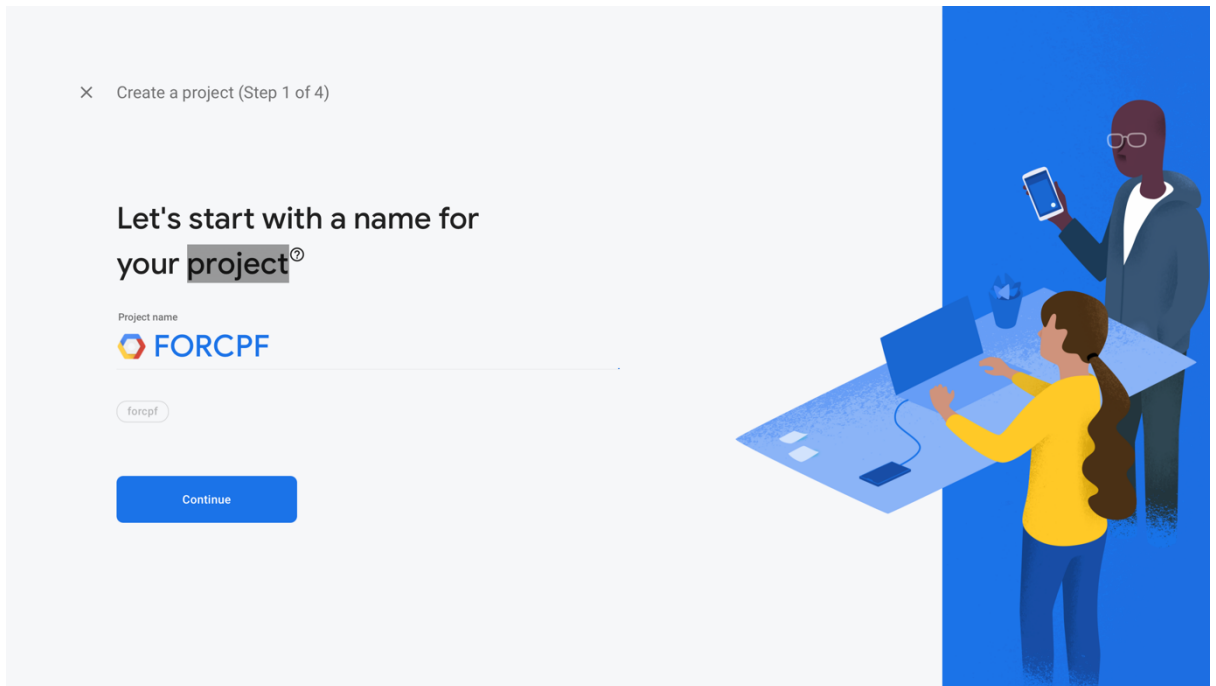 Create a project (Step 1 of 4)
Let's start with a name for
your project
Project name
FORCPF
forcpf
Continue